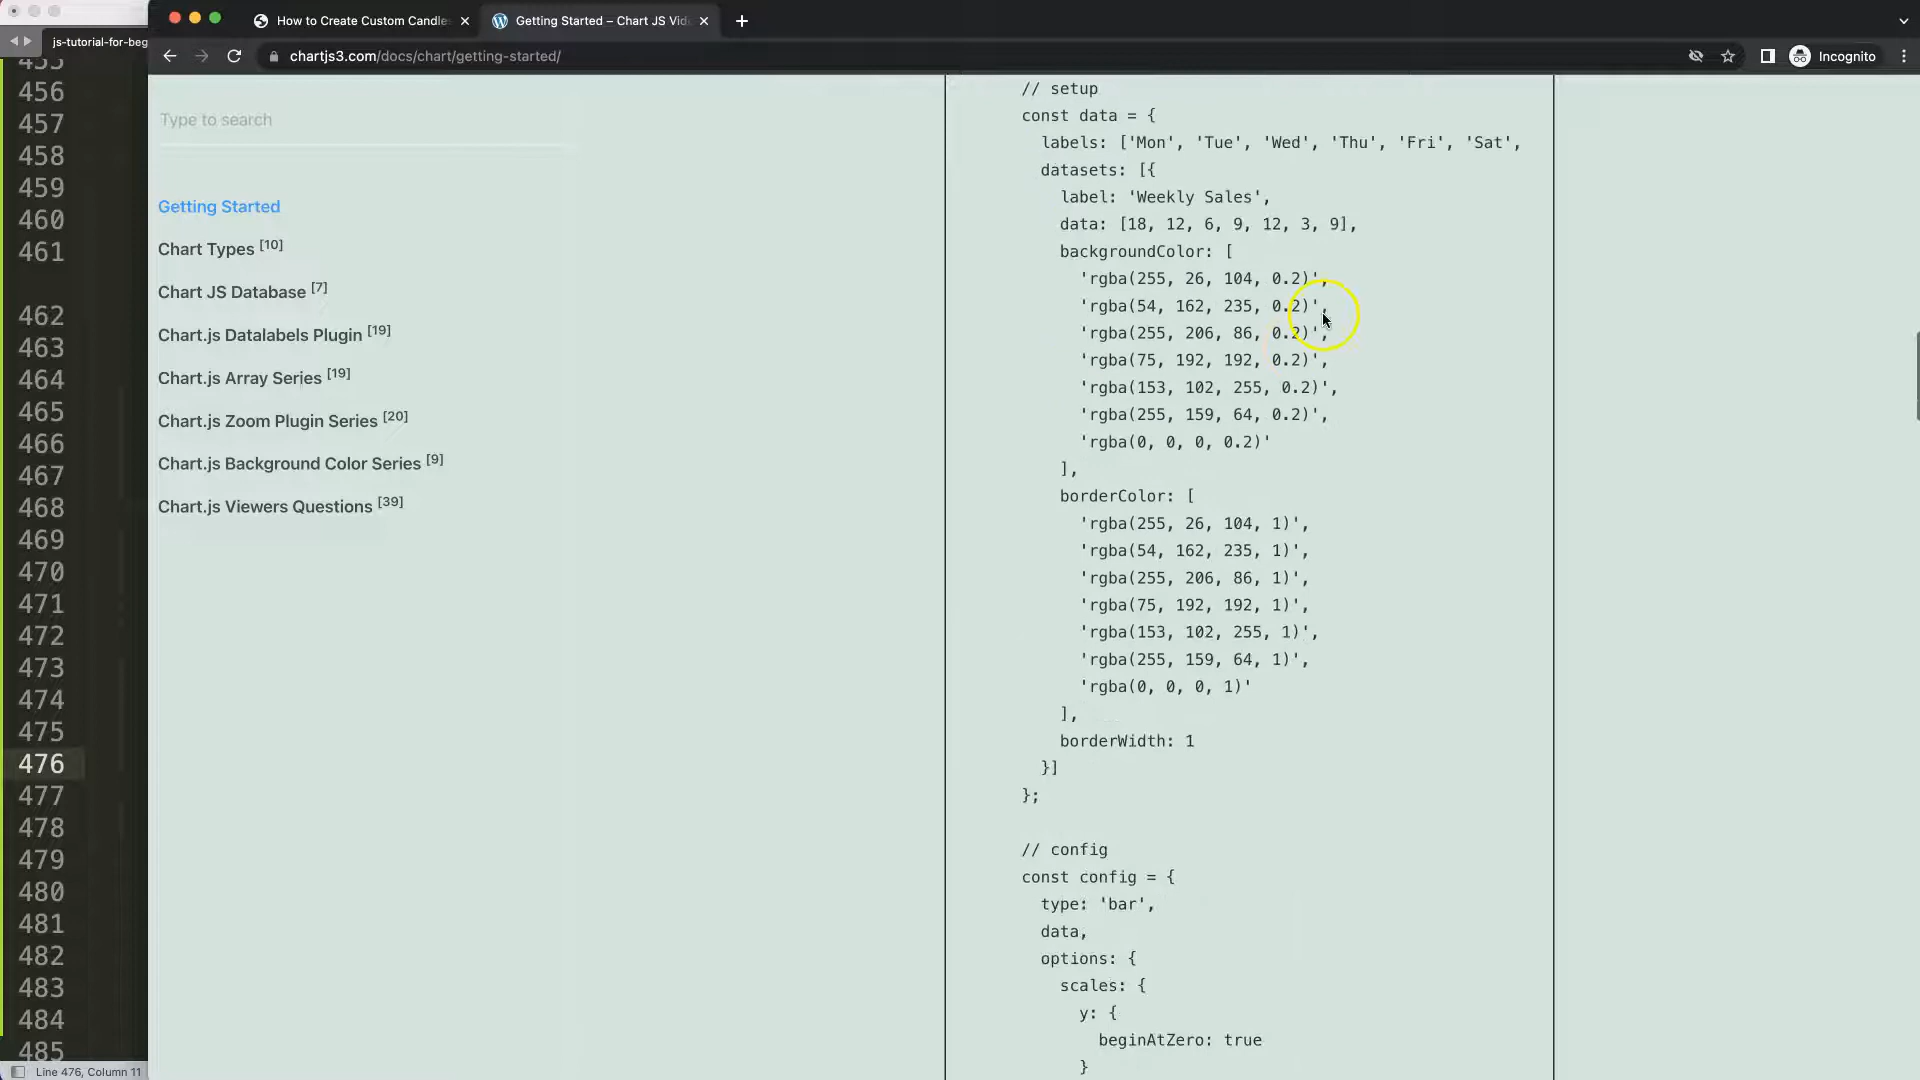 How to Create Custom Candles
Getting Started – Chart JS Vid
js-tutorial-for-beg
chartjs3.com/docs/chart/getting-started/
Incognito
Type to search
Getting Started
Chart Types [10]
Chart JS Database [7]
Chart.js Datalabels Plugin [19]
Chart.js Array Series [19]
Chart.js Zoom Plugin Series [20]
Chart.js Background Color Series [9]
Chart.js Viewers Questions [39]
// setup
const data = {
labels: ['Mon', 'Tue', 'Wed', 'Thu', 'Fri', 'Sat',
datasets: [{
label: 'Weekly Sales',
data: [18, 12, 6, 9, 12, 3, 9],
backgroundColor: [
'rgba(255, 26, 104, 0.2)',
'rgba(54, 162, 235, 0.2)',
'rgba(255, 206, 86, 0.2)',
'rgba(75, 192, 192, 0.2)',
'rgba(153, 102, 255, 0.2)',
'rgba(255, 159, 64, 0.2)',
'rgba(0, 0, 0, 0.2)'
],
borderColor: [
'rgba(255, 26, 104, 1)',
'rgba(54, 162, 235, 1)',
'rgba(255, 206, 86, 1)',
'rgba(75, 192, 192, 1)',
'rgba(153, 102, 255, 1)',
'rgba(255, 159, 64, 1)',
'rgba(0, 0, 0, 1)'
],
borderWidth: 1
}]
};
// config
const config = {
type: 'bar',
data,
options: {
scales: {
y: {
beginAtZero: true
}
455
456
457
458
459
460
461
462
463
464
465
466
467
468
469
470
471
472
473
474
475
476
477
478
479
480
481
482
483
484
485
Line 476, Column 11